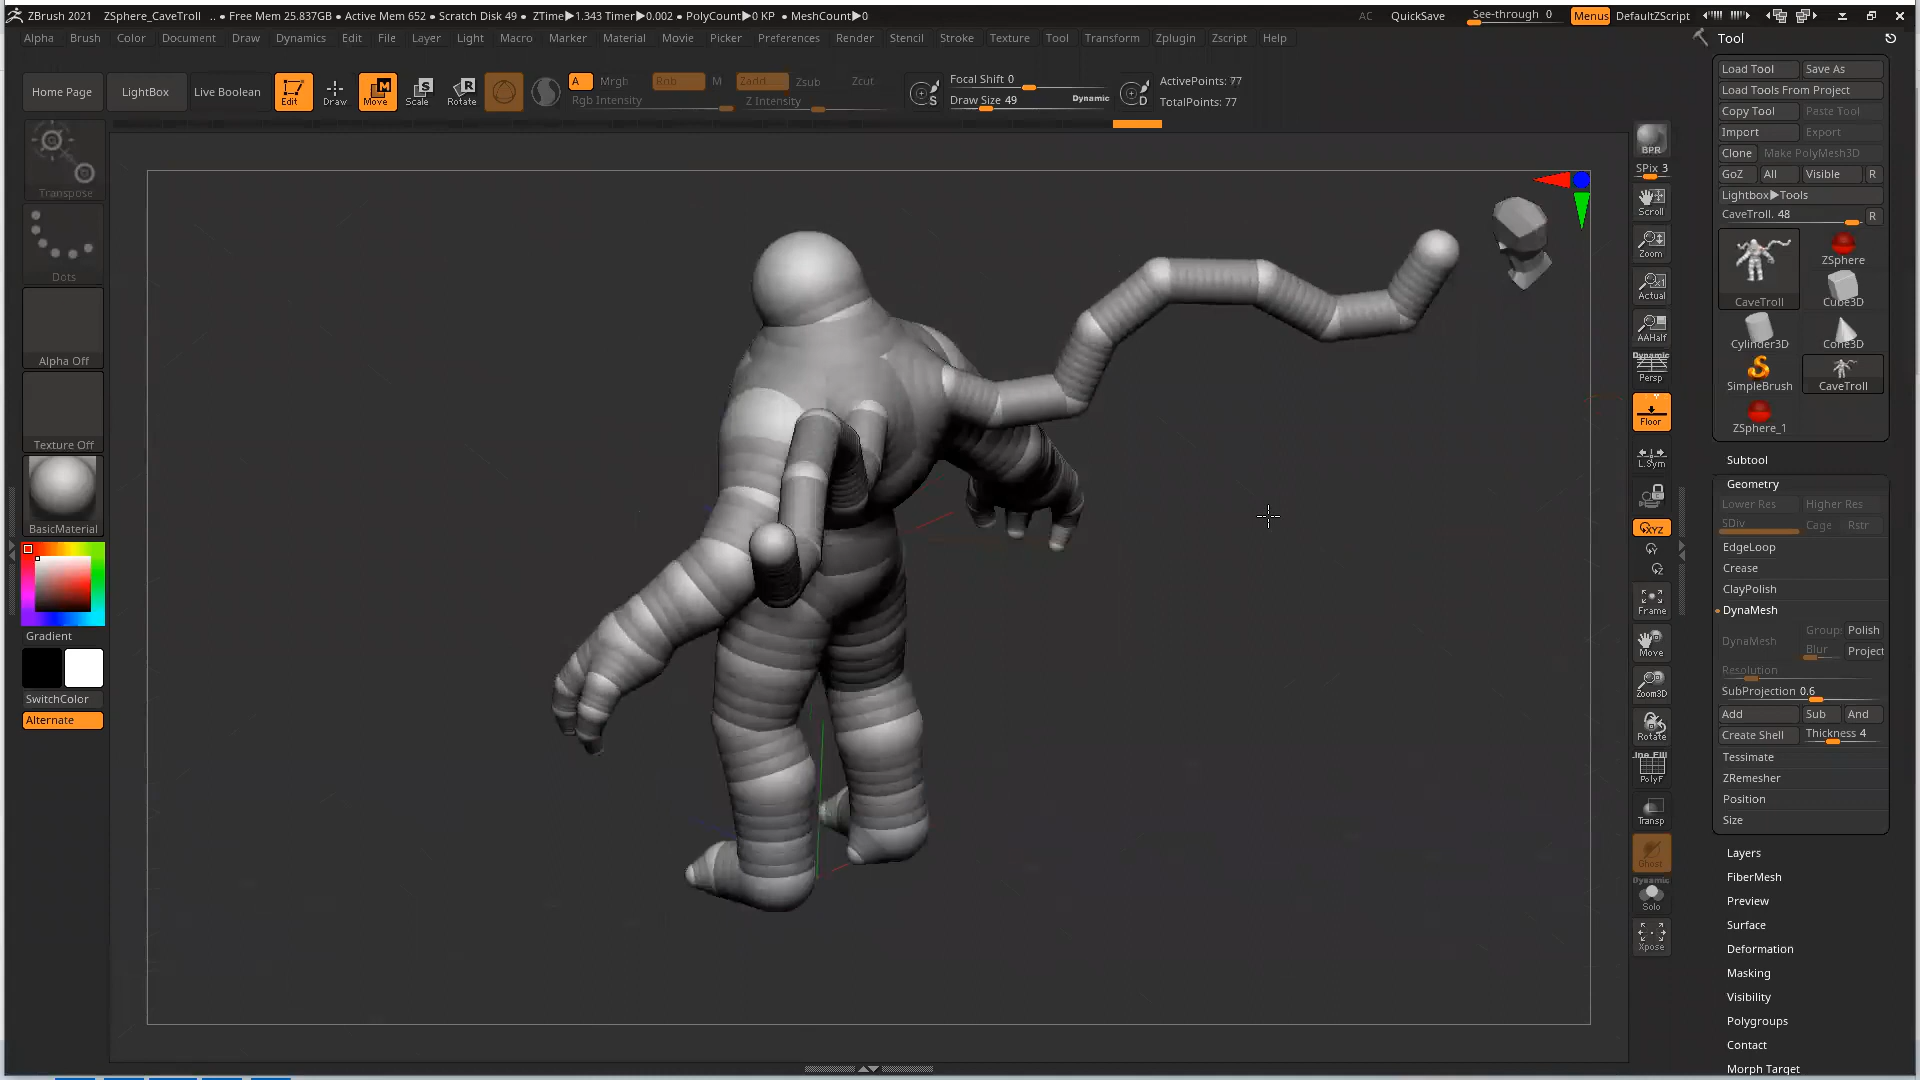 ZBrush 2021 ZSphere_CaveTroll .. • Free Mem 25.837GB • Active Mem 652 • Scratch Disk 49 • ZTime▶1.343 Timer▶0.002 • PolyCount▶0 KP • MeshCount▶0
AC QuickSave See-through 0 Menus DefaultZScript
Alpha Brush Color Document Draw Dynamics Edit File Layer Light Macro Marker Material Movie Picker Preferences Render Stencil Stroke Texture Tool Transform Zplugin Zscript Help
Home Page LightBox Live Boolean Edit Draw Move Scale Rotate
A Mrgb Rgb M Zadd Zsub Zcut
Rgb Intensity Z Intensity
Focal Shift 0
Draw Size 49 Dynamic
ActivePoints: 77
TotalPoints: 77
Transpose
Dots
Alpha Off
Texture Off
BasicMaterial
Gradient
SwitchColor
Alternate
BPR
SPix 3
Scroll
Zoom
Actual
AAHalf
Dynamic
Persp
Floor
L.Sym
XYZ
Y
Z
Frame
Move
Zoom3D
Rotate
Line Fill
PolyF
Transp
Ghost
Dynamic
Solo
Xpose
Tool
Load Tool Save As
Load Tools From Project
Copy Tool Paste Tool
Import Export
Clone Make PolyMesh3D
GoZ All Visible R
Lightbox▶Tools
CaveTroll. 48 R
CaveTroll ZSphere
Cube3D
Cylinder3D Cone3D
SimpleBrush CaveTroll
ZSphere_1
Subtool
Geometry
Lower Res Higher Res
SDiv Cage Rstr
EdgeLoop
Crease
ClayPolish
DynaMesh
DynaMesh Groups Polish
Blur Project
Resolution
SubProjection 0.6
Add Sub And
Create Shell Thickness 4
Tessimate
ZRemesher
Position
Size
Layers
FiberMesh
Preview
Surface
Deformation
Masking
Visibility
Polygroups
Contact
Morph Target